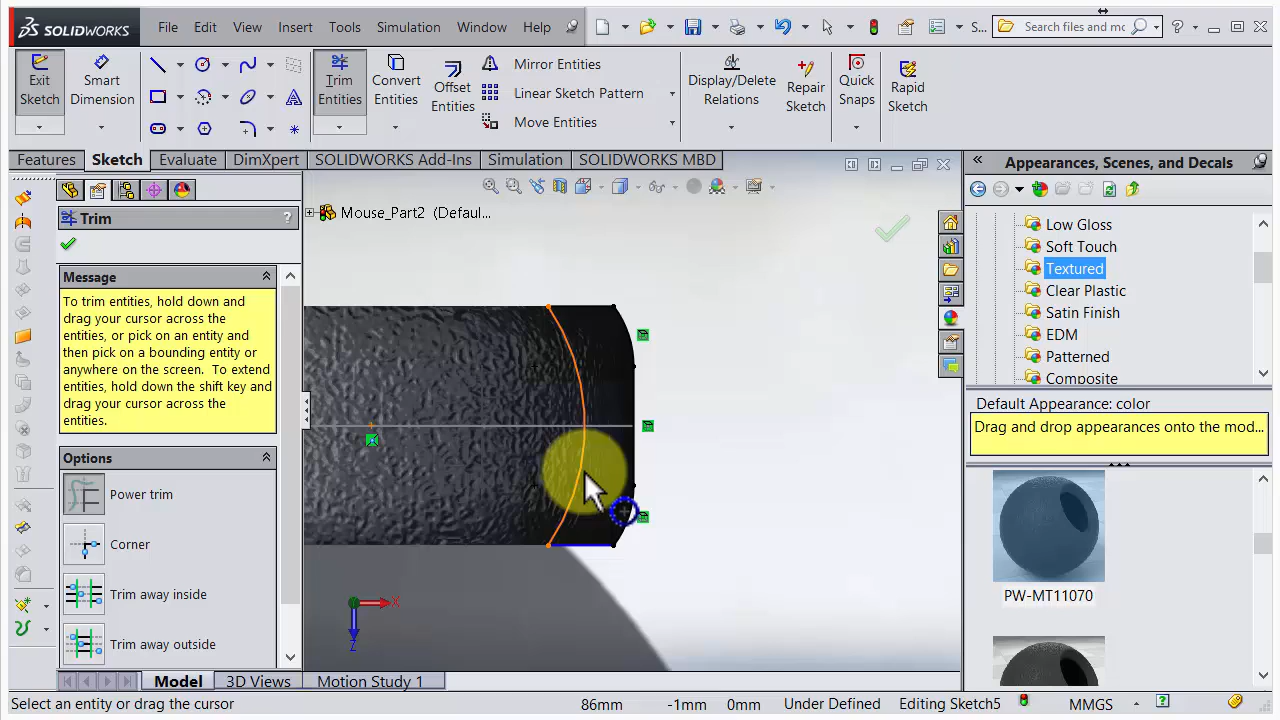 SOLIDWORKS File Edit View Insert Tools Simulation Window Help S... Search files and mo ?
Exit Sketch
Smart Dimension
Trim Entities
Convert Entities
Offset Entities
Mirror Entities
Linear Sketch Pattern
Move Entities
Display/Delete Relations
Repair Sketch
Quick Snaps
Rapid Sketch
Features Sketch Evaluate DimXpert SOLIDWORKS Add-Ins Simulation SOLIDWORKS MBD
Appearances, Scenes, and Decals
Trim ?
Mouse_Part2 (Defaul...
Message
To trim entities, hold down and
drag your cursor across the
entities, or pick on an entity and
then pick on a bounding entity or
anywhere on the screen. To extend
entities, hold down the shift key and
drag your cursor across the
entities.
Options
Power trim
Corner
Trim away inside
Trim away outside
X
Z
Low Gloss
Soft Touch
Textured
Clear Plastic
Satin Finish
EDM
Patterned
Composite
Default Appearance: color
Drag and drop appearances onto the mod...
PW-MT11070
Model 3D Views Motion Study 1
Select an entity or drag the cursor 86mm -1mm 0mm Under Defined Editing Sketch5 MMGS